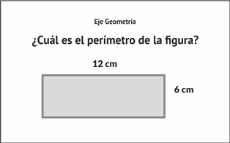 Eje Geometría
¿Cuál es el perímetro de la figura?
12 cm
6 cm